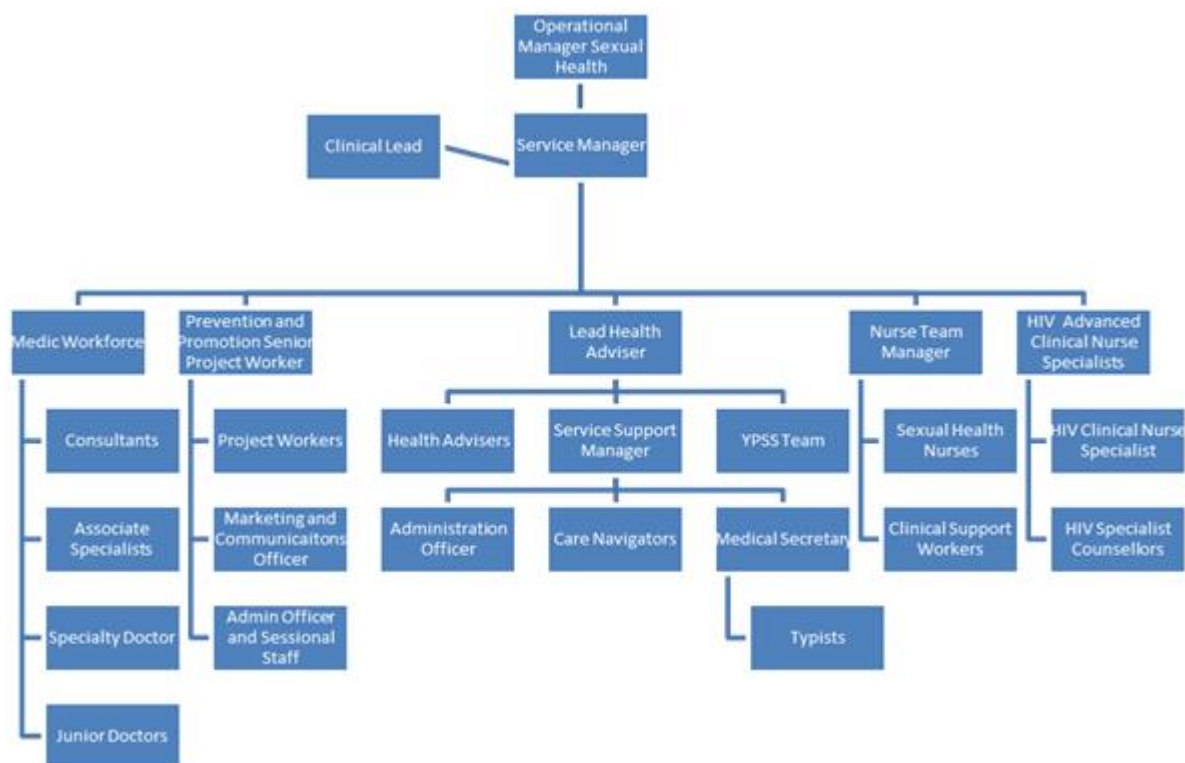 Operational
Manager Sexual
Health
Clinical Lead
Service Manager
Medic Workforce
Prevention and
Promotion Senior
Project Worker
Lead Health
Adviser
Nurse Team
Manager
HIV Advanced
Clinical Nurse
Specialists
Consultants
Project Workers
Health Advisers
Service Support
Manager
YPSS Team
Sexual Health
Nurses
HIV Clinical Nurse
Specialist
Associate
Specialists
Marketing and
Communicaitons
Officer
Administration
Officer
Care Navigators
Medical Secretary
Clinical Support
Workers
HIV Specialist
Counsellors
Specialty Doctor
Admin Officer
and Sessional
Staff
Typists
Junior Doctors